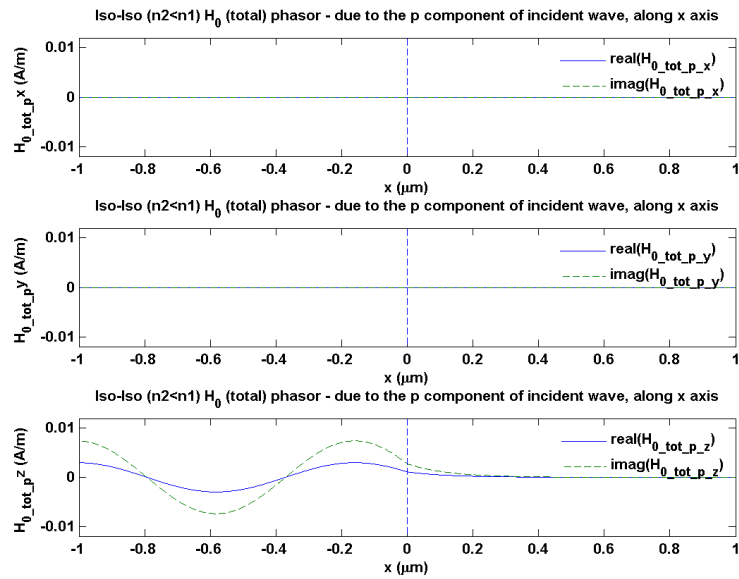 Iso-Iso (n2<n1) H0 (total) phasor - due to the p component of incident wave, along x axis
0.01
0
-0.01
H0_tot_px (A/m)
real(H0_tot_p_x)
imag(H0_tot_p_x)
-1 -0.8 -0.6 -0.4 -0.2 0 0.2 0.4 0.6 0.8 1
x (μm)
Iso-Iso (n2<n1) H0 (total) phasor - due to the p component of incident wave, along x axis
0.01
0
-0.01
H0_tot_py (A/m)
real(H0_tot_p_y)
imag(H0_tot_p_y)
-1 -0.8 -0.6 -0.4 -0.2 0 0.2 0.4 0.6 0.8 1
x (μm)
Iso-Iso (n2<n1) H0 (total) phasor - due to the p component of incident wave, along x axis
0.01
0
-0.01
H0_tot_pz (A/m)
real(H0_tot_p_z)
imag(H0_tot_p_z)
-1 -0.8 -0.6 -0.4 -0.2 0 0.2 0.4 0.6 0.8 1
x (μm)